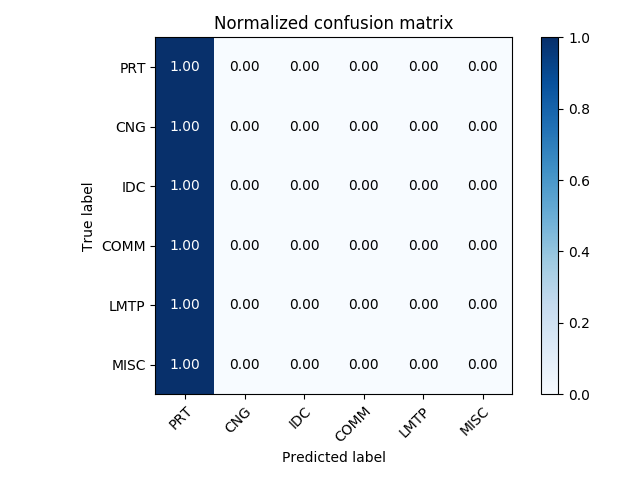 Normalized confusion matrix
PRT 1.00 0.00 0.00 0.00 0.00 0.00
CNG 1.00 0.00 0.00 0.00 0.00 0.00
IDC 1.00 0.00 0.00 0.00 0.00 0.00
COMM 1.00 0.00 0.00 0.00 0.00 0.00
LMTP 1.00 0.00 0.00 0.00 0.00 0.00
MISC 1.00 0.00 0.00 0.00 0.00 0.00
True label
PRT CNG IDC COMM LMTP MISC
Predicted label
1.0
0.8
0.6
0.4
0.2
0.0